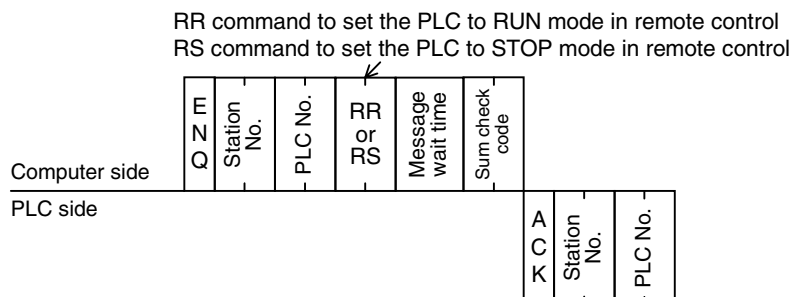 RR command to set the PLC to RUN mode in remote control
RS command to set the PLC to STOP mode in remote control
E
N
Q
Station
No.
PLC No.
RR
or
RS
Message
wait time
Sum check
code
Computer side
PLC side
A
C
K
Station
No.
PLC No.